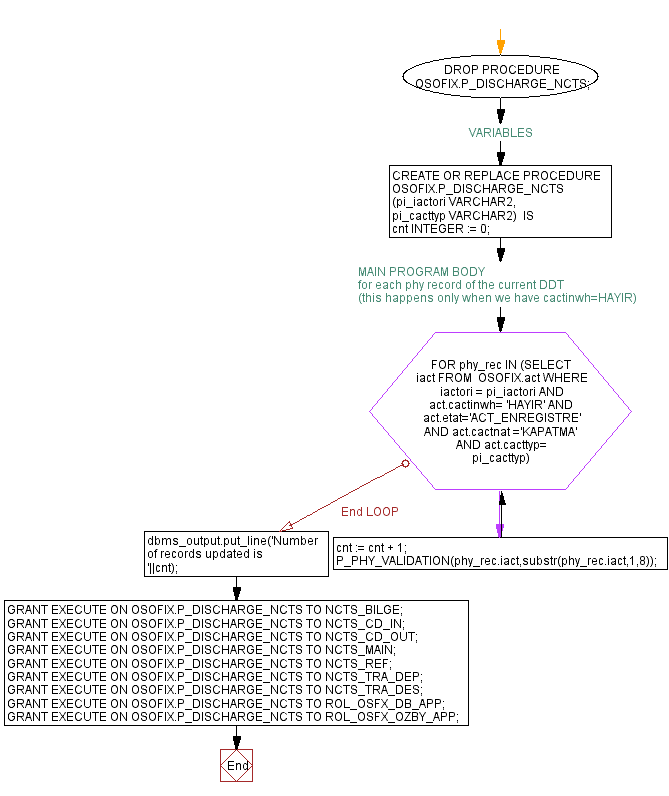 DROP PROCEDURE
OSOFIX.P_DISCHARGE_NCTS;
VARIABLES
CREATE OR REPLACE PROCEDURE
OSOFIX.P_DISCHARGE_NCTS
(pi_iactori VARCHAR2,
pi_cacttyp VARCHAR2)  IS
cnt INTEGER := 0;
MAIN PROGRAM BODY
for each phy record of the current DDT
(this happens only when we have cactinwh=HAYIR)
FOR phy_rec IN (SELECT
iact FROM  OSOFIX.act WHERE
iactori = pi_iactori AND
act.cactinwh= 'HAYIR' AND
act.etat='ACT_ENREGISTRE'
AND act.cactnat ='KAPATMA'
AND act.cacttyp=
pi_cacttyp)
End LOOP
cnt := cnt + 1;
P_PHY_VALIDATION(phy_rec.iact,substr(phy_rec.iact,1,8));
dbms_output.put_line('Number
of records updated is
'||cnt);
GRANT EXECUTE ON OSOFIX.P_DISCHARGE_NCTS TO NCTS_BILGE;
GRANT EXECUTE ON OSOFIX.P_DISCHARGE_NCTS TO NCTS_CD_IN;
GRANT EXECUTE ON OSOFIX.P_DISCHARGE_NCTS TO NCTS_CD_OUT;
GRANT EXECUTE ON OSOFIX.P_DISCHARGE_NCTS TO NCTS_MAIN;
GRANT EXECUTE ON OSOFIX.P_DISCHARGE_NCTS TO NCTS_REF;
GRANT EXECUTE ON OSOFIX.P_DISCHARGE_NCTS TO NCTS_TRA_DEP;
GRANT EXECUTE ON OSOFIX.P_DISCHARGE_NCTS TO NCTS_TRA_DES;
GRANT EXECUTE ON OSOFIX.P_DISCHARGE_NCTS TO ROL_OSFX_DB_APP;
GRANT EXECUTE ON OSOFIX.P_DISCHARGE_NCTS TO ROL_OSFX_OZBY_APP;
End